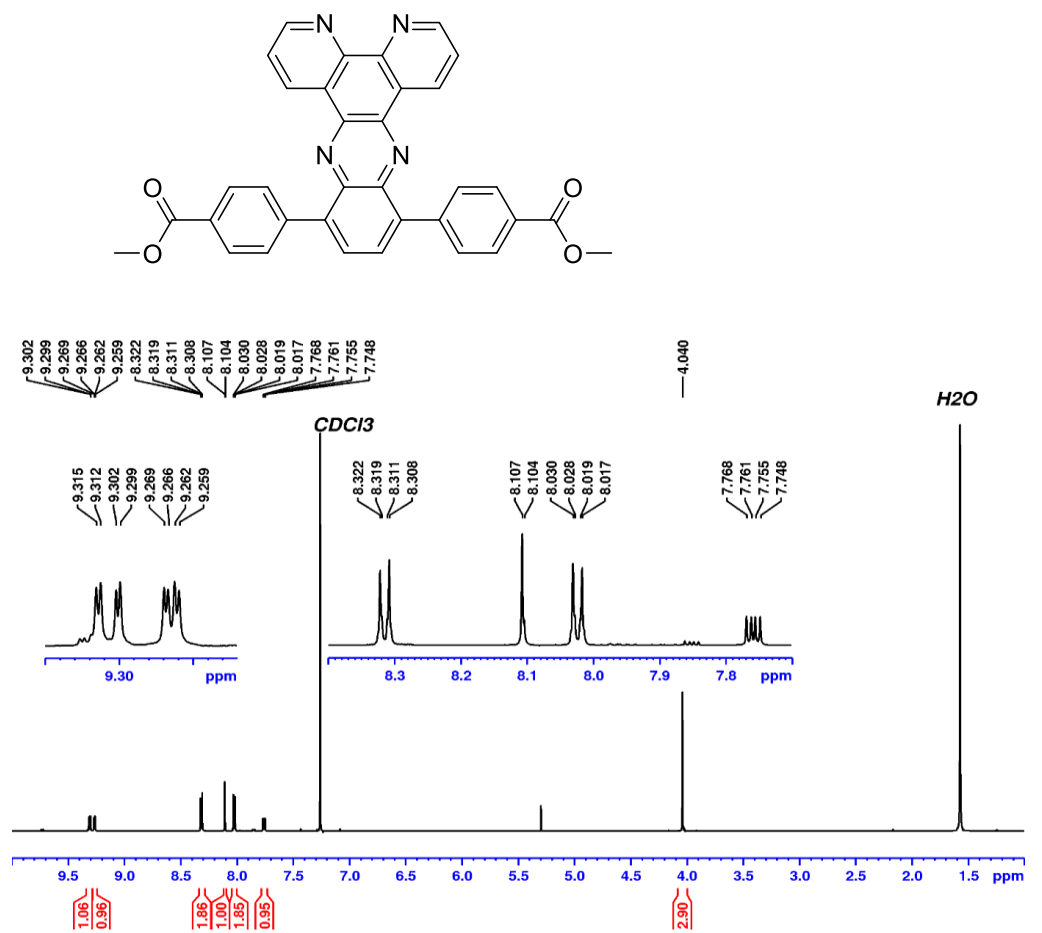 N N
N N
O O
O O
9.302 9.299 9.269 9.266 9.262 9.259 8.322 8.319 8.311 8.308 8.107 8.104 8.030 8.028 8.019 8.017 7.768 7.761 7.755 7.748 4.040
H2O
CDCl3
9.315 9.312 9.302 9.299 9.269 9.266 9.262 9.259 8.322 8.319 8.311 8.308 8.107 8.104 8.030 8.028 8.019 8.017 7.768 7.761 7.755 7.748
9.30 ppm 8.3 8.2 8.1 8.0 7.9 7.8 ppm
9.5 9.0 8.5 8.0 7.5 7.0 6.5 6.0 5.5 5.0 4.5 4.0 3.5 3.0 2.5 2.0 1.5 ppm
1.06 0.96 1.86 1.00 1.85 0.95 2.90